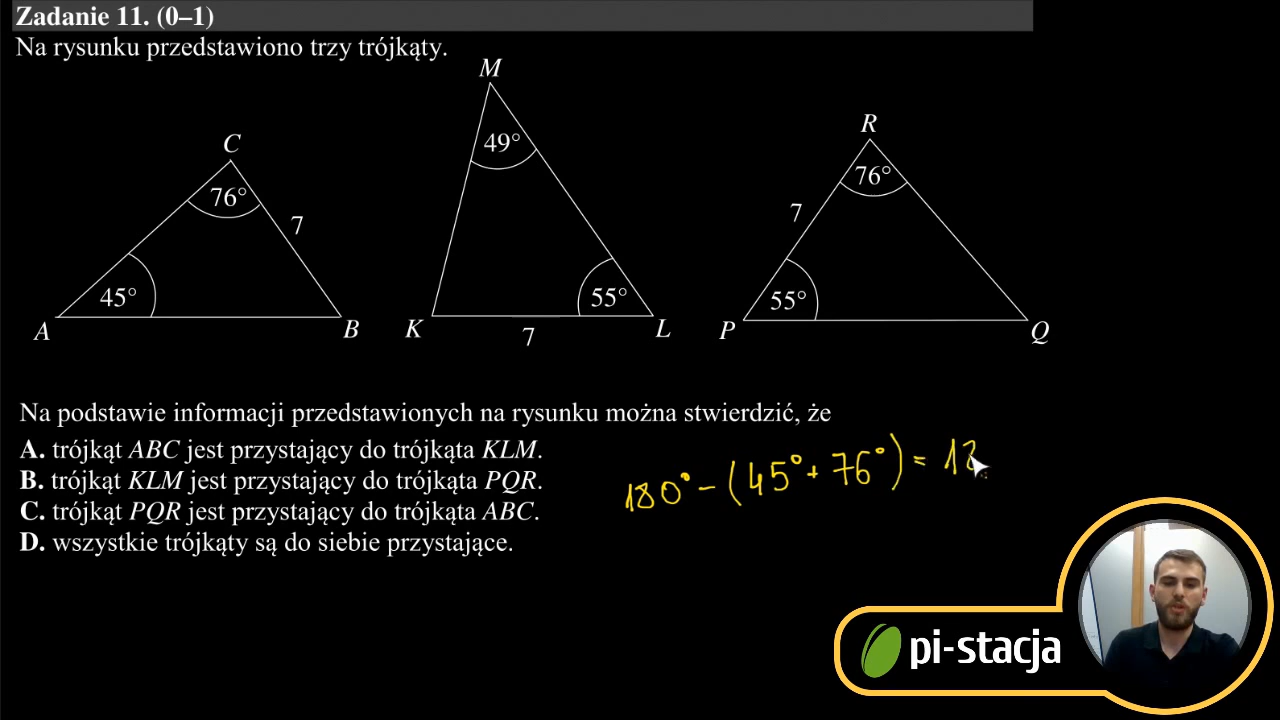 Zadanie 11. (0–1)
Na rysunku przedstawiono trzy trójkąty.
M
C
R
49°
76°
76°
7
7
45°
55°
55°
A
B
K
7
L
P
Q
Na podstawie informacji przedstawionych na rysunku można stwierdzić, że
A. trójkąt ABC jest przystający do trójkąta KLM.
B. trójkąt KLM jest przystający do trójkąta PQR.
C. trójkąt PQR jest przystający do trójkąta ABC.
D. wszystkie trójkąty są do siebie przystające.
180° - (45° + 76°) = 18
pi-stacja